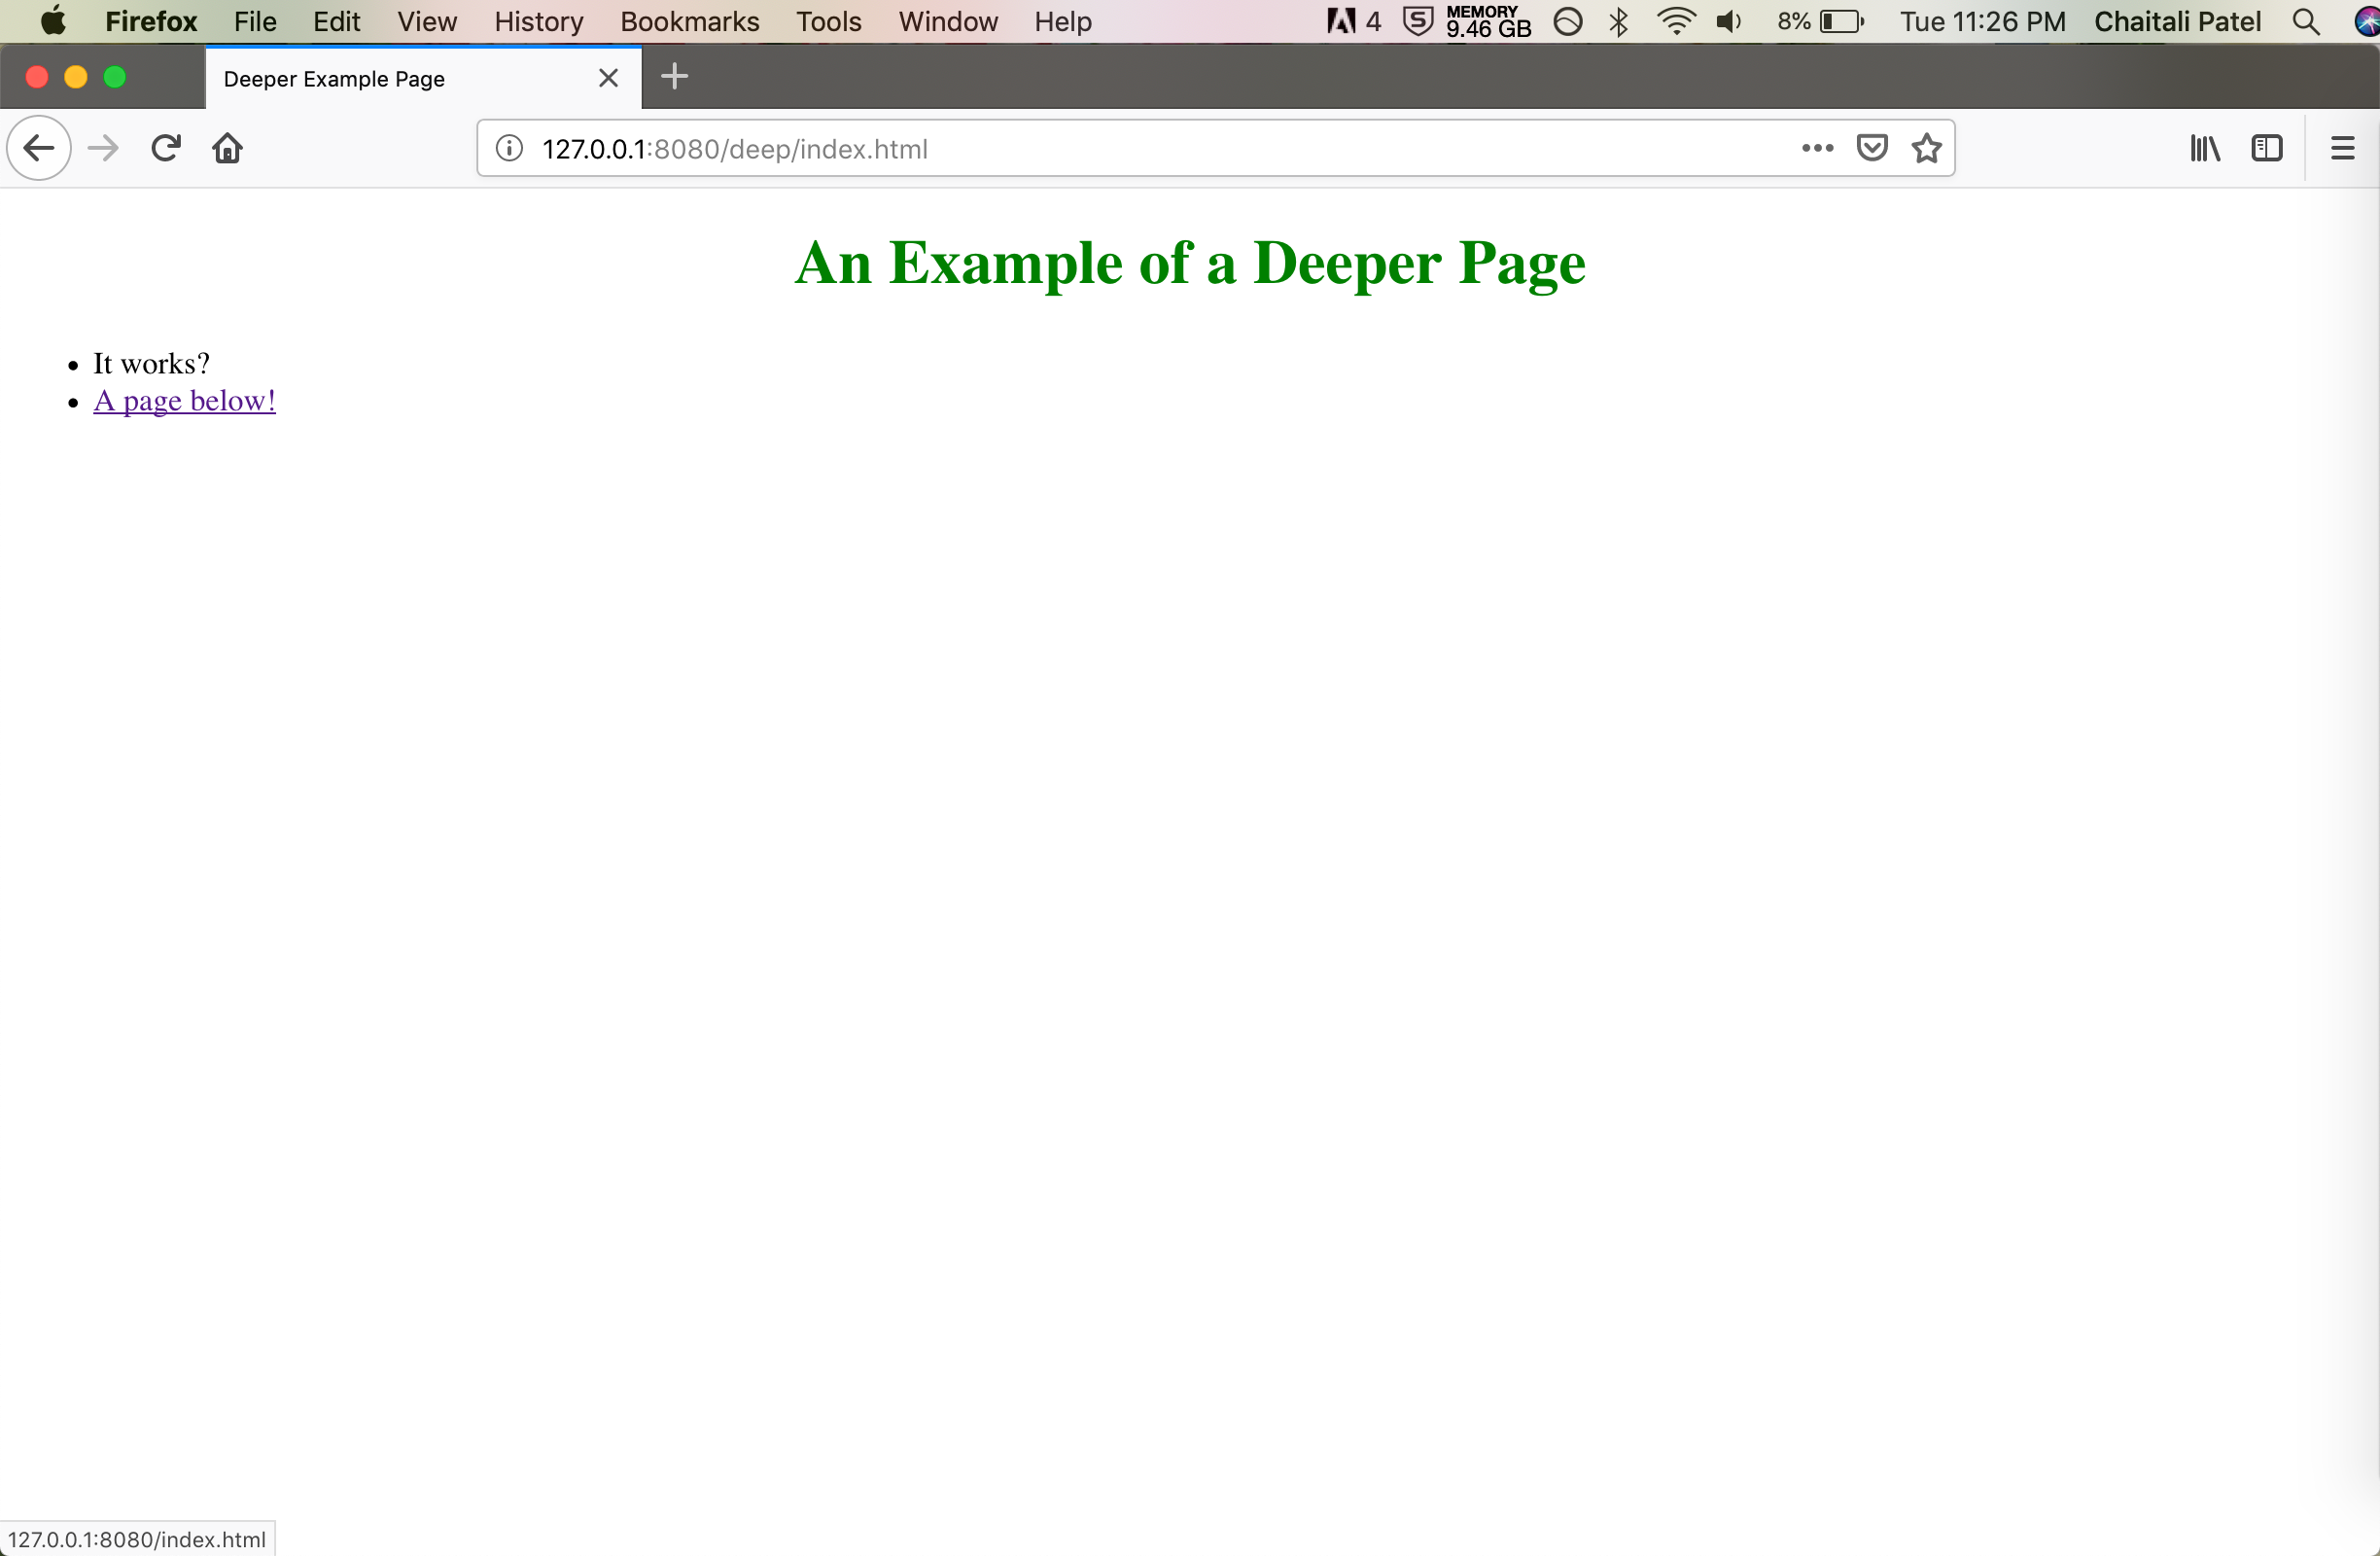 Firefox File Edit View History Bookmarks Tools Window Help 4 MEMORY 9.46 GB 8% Tue 11:26 PM Chaitali Patel
Deeper Example Page
127.0.0.1:8080/deep/index.html
An Example of a Deeper Page
It works?
A page below!
127.0.0.1:8080/index.html